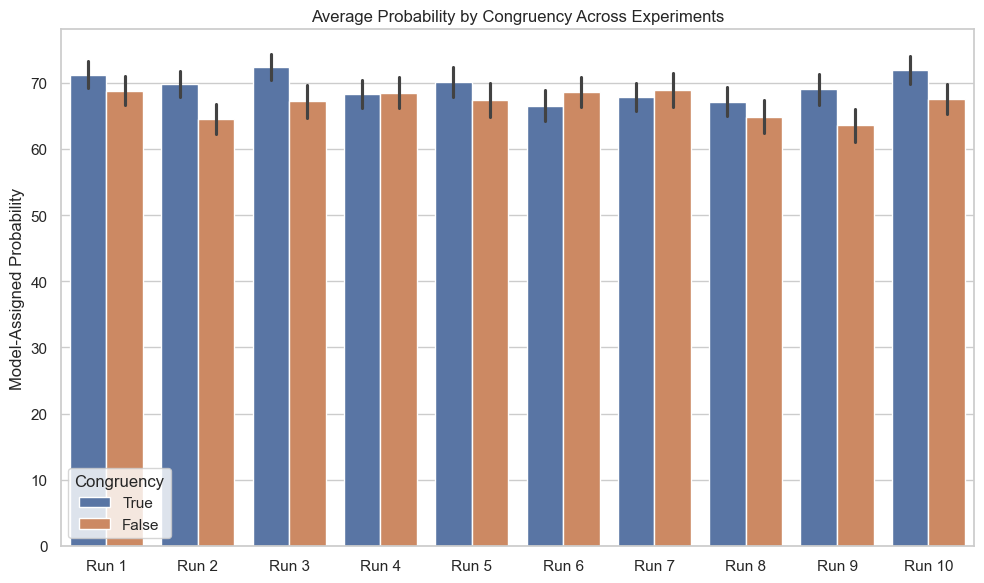 Average Probability by Congruency Across Experiments
Model-Assigned Probability
70
60
50
40
30
20
10
0
Congruency
True
False
Run 1
Run 2
Run 3
Run 4
Run 5
Run 6
Run 7
Run 8
Run 9
Run 10